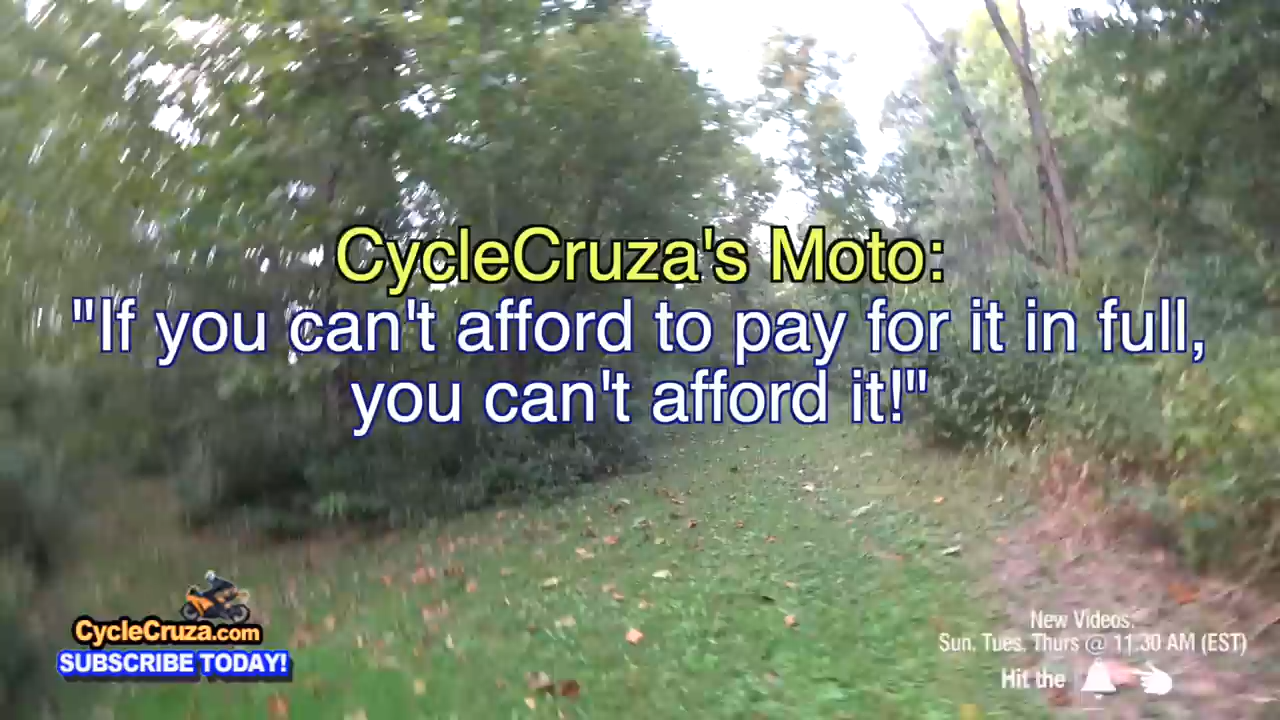 CycleCruza's Moto:
"If you can't afford to pay for it in full,
you can't afford it!"
CycleCruza.com
SUBSCRIBE TODAY!
New Videos:
Sun, Tues, Thurs @ 11:30 AM (EST)
Hit the